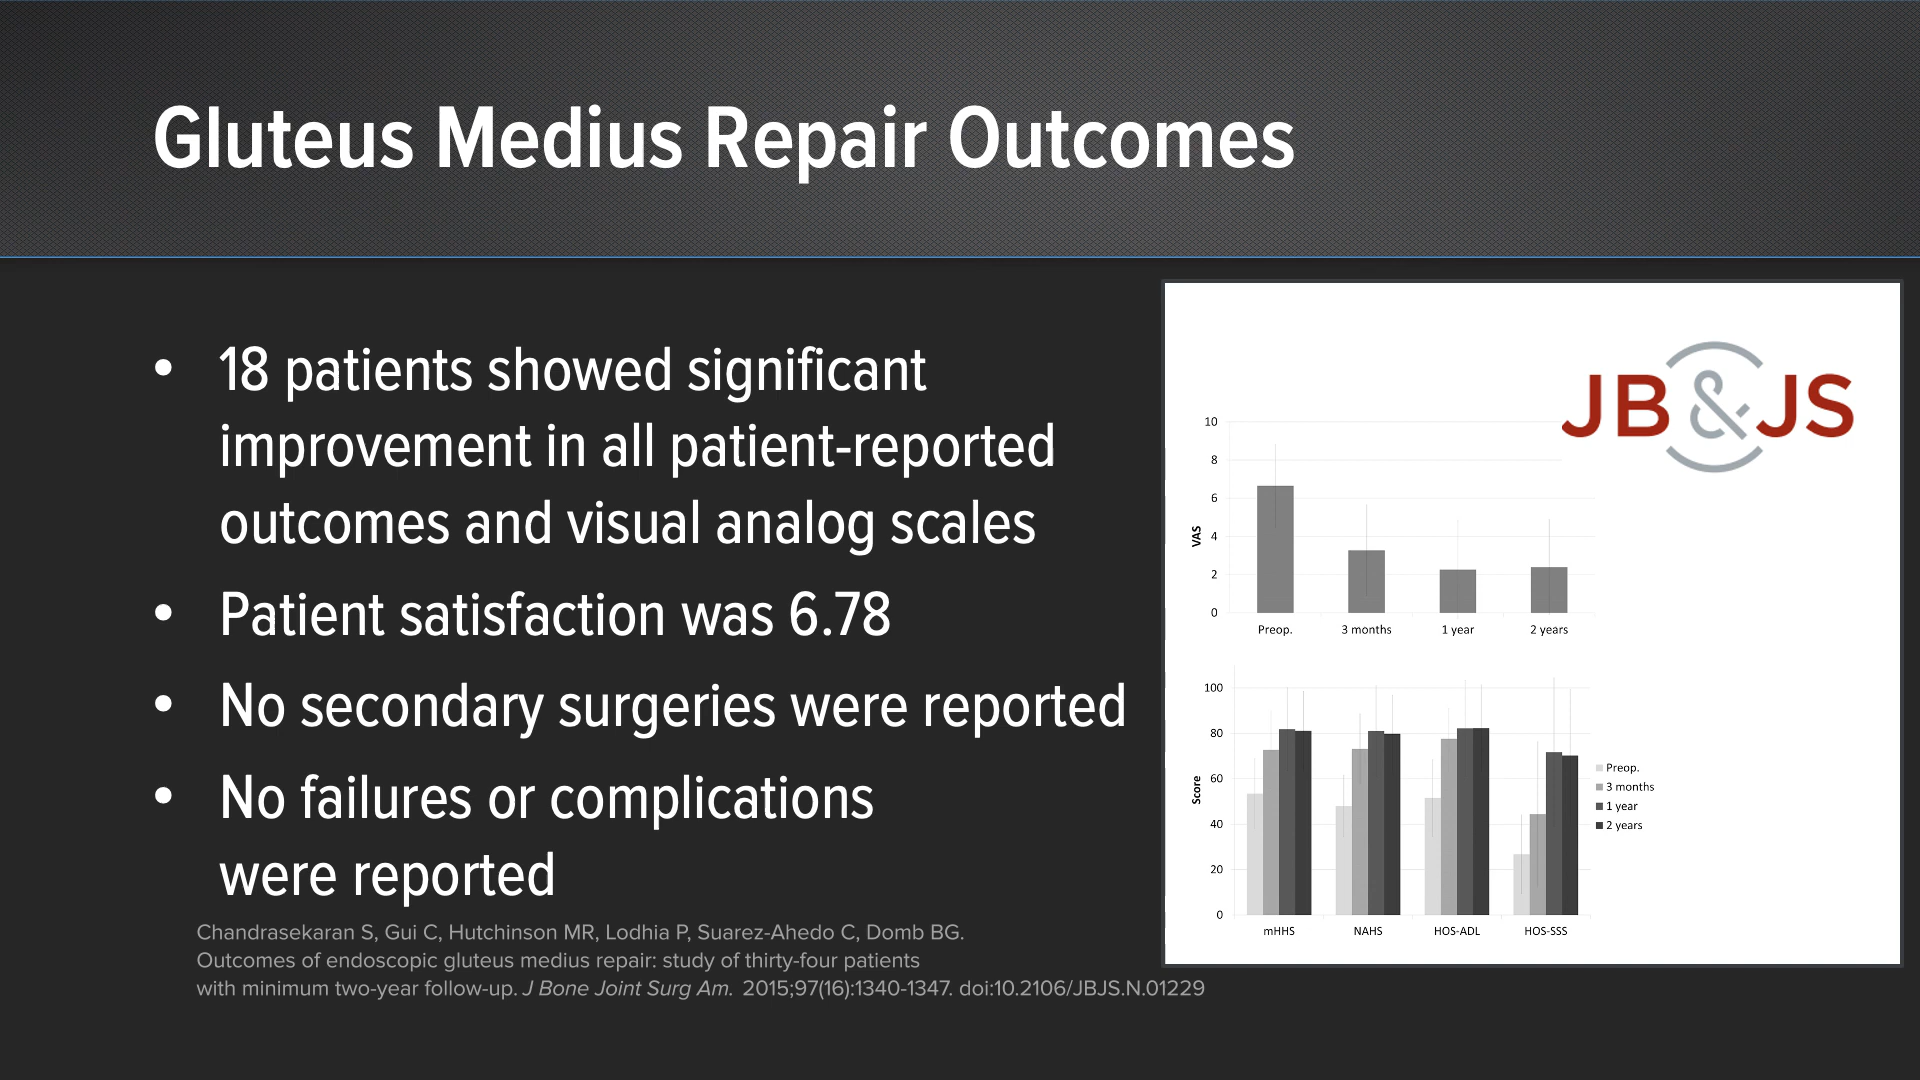 Gluteus Medius Repair Outcomes
• 18 patients showed significant
improvement in all patient-reported
outcomes and visual analog scales
• Patient satisfaction was 6.78
• No secondary surgeries were reported
• No failures or complications
were reported
Chandrasekaran S, Gui C, Hutchinson MR, Lodhia P, Suarez-Ahedo C, Domb BG.
Outcomes of endoscopic gluteus medius repair: study of thirty-four patients
with minimum two-year follow-up. J Bone Joint Surg Am. 2015;97(16):1340-1347. doi:10.2106/JBJS.N.01229
JB&JS
10
8
6
4
2
0
VAS
Preop. 3 months 1 year 2 years
100
80
60
40
20
0
Score
mHHS NAHS HOS-ADL HOS-SSS
Preop.
3 months
1 year
2 years